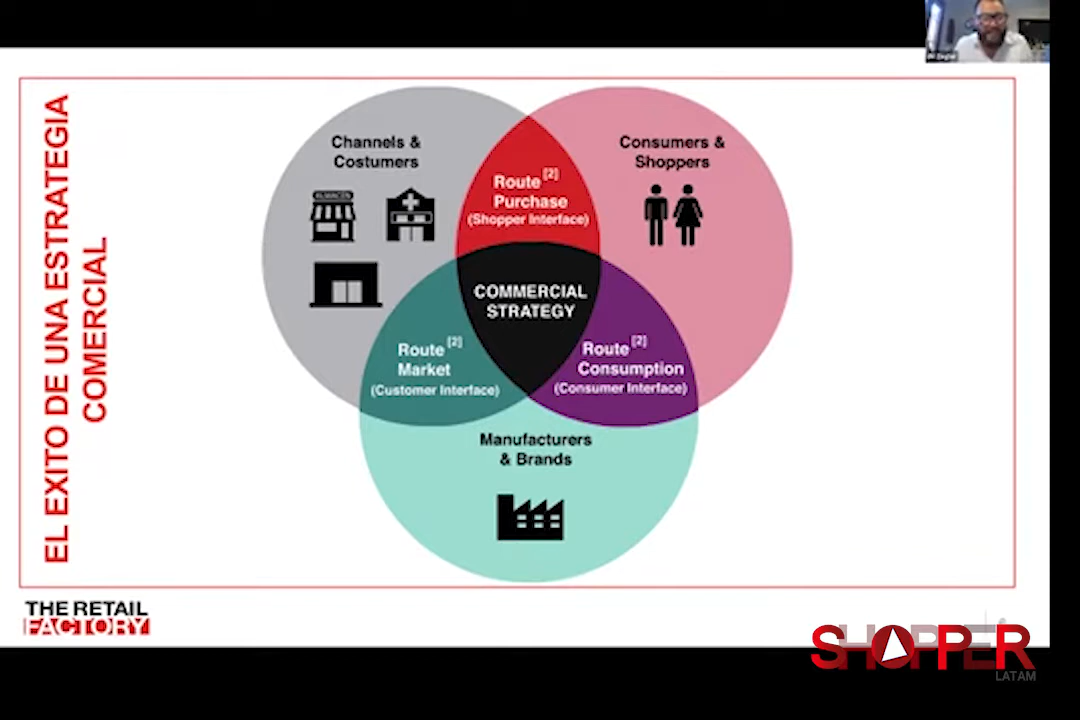 EL EXITO DE UNA ESTRATEGIA
COMERCIAL
Channels &
Costumers
ALMACEN
Consumers &
Shoppers
Route [2]
Purchase
(Shopper Interface)
COMMERCIAL
STRATEGY
Route [2]
Market
(Customer Interface)
Route [2]
Consumption
(Consumer Interface)
Manufacturers
& Brands
THE RETAIL
FACTORY
SHOPPER
LATAM